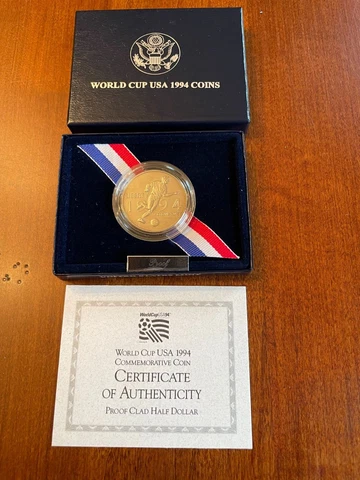 WORLD CUP USA 1994 COINS
Proof
WorldCupUSA94
WORLD CUP USA 1994
COMMEMORATIVE COIN
CERTIFICATE
OF AUTHENTICITY
PROOF CLAD HALF DOLLAR